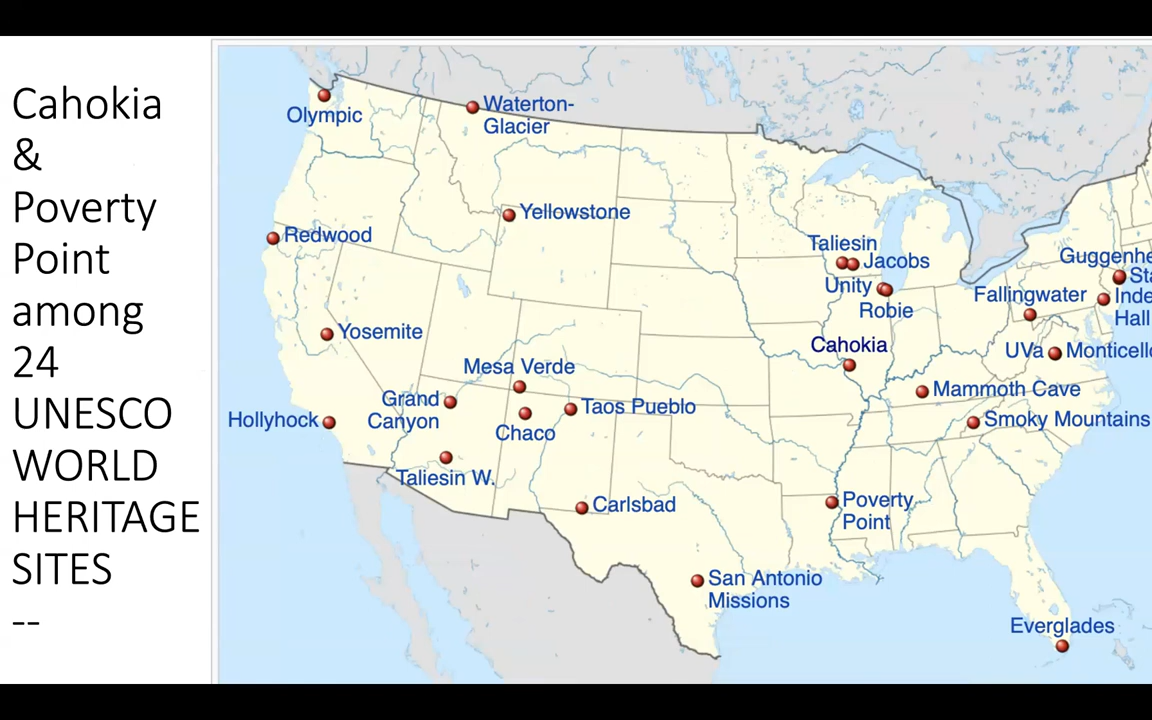 Cahokia
&
Poverty
Point
among
24
UNESCO
WORLD
HERITAGE
SITES
--
Olympic
Waterton-
Glacier
Yellowstone
Redwood
Taliesin
Jacobs
Unity
Robie
Guggenhe
Sta
Fallingwater
Inde
Hall
Yosemite
Cahokia
UVa
Monticello
Mesa Verde
Mammoth Cave
Grand
Canyon
Taos Pueblo
Hollyhock
Chaco
Smoky Mountains
Taliesin W.
Carlsbad
Poverty
Point
San Antonio
Missions
Everglades